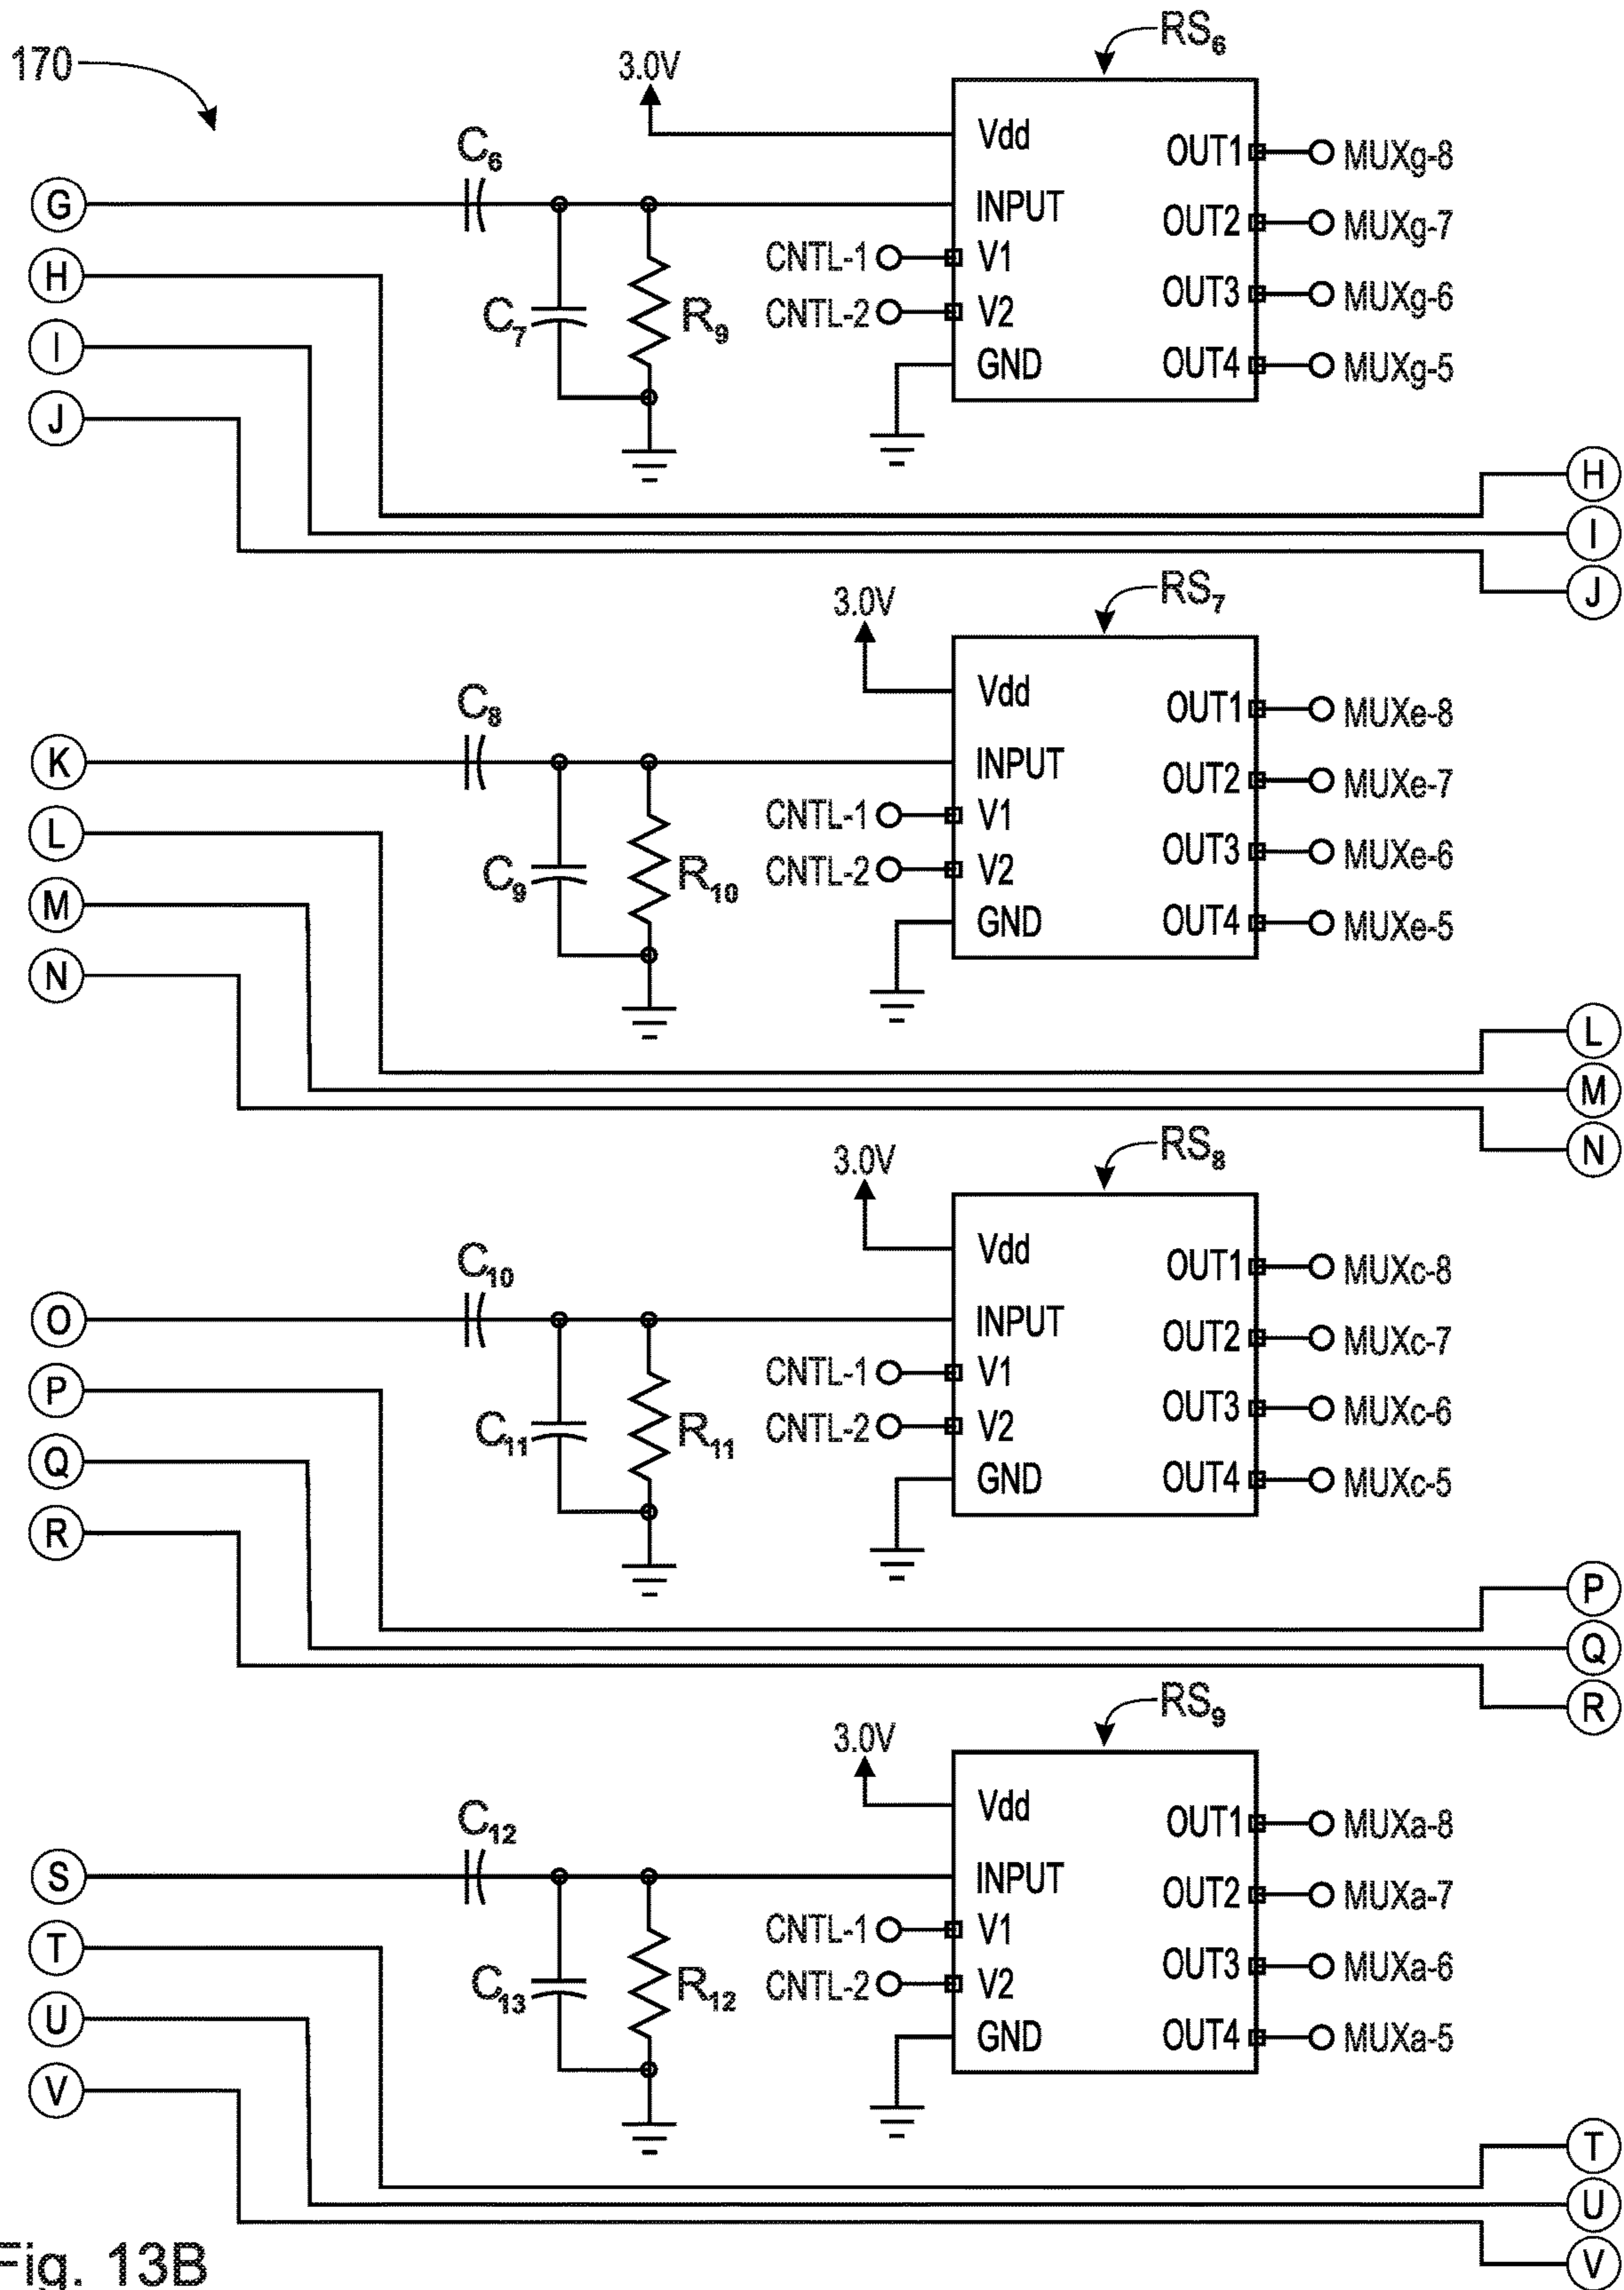 170
3.0V
RS6
C6
Vdd
OUT1
MUXg-8
G
INPUT
OUT2
MUXg-7
H
CNTL-1
V1
I
C7
R9
CNTL-2
V2
OUT3
MUXg-6
J
GND
OUT4
MUXg-5
H
I
J
3.0V
RS7
C8
Vdd
OUT1
MUXe-8
K
INPUT
OUT2
MUXe-7
L
CNTL-1
V1
M
C9
R10
CNTL-2
V2
OUT3
MUXe-6
N
GND
OUT4
MUXe-5
L
M
N
3.0V
RS8
C10
Vdd
OUT1
MUXc-8
O
INPUT
OUT2
MUXc-7
P
CNTL-1
V1
Q
C11
R11
CNTL-2
V2
OUT3
MUXc-6
R
GND
OUT4
MUXc-5
P
Q
R
3.0V
RS9
C12
Vdd
OUT1
MUXa-8
S
INPUT
OUT2
MUXa-7
T
CNTL-1
V1
U
C13
R12
CNTL-2
V2
OUT3
MUXa-6
V
GND
OUT4
MUXa-5
T
U
V
Fig. 13B